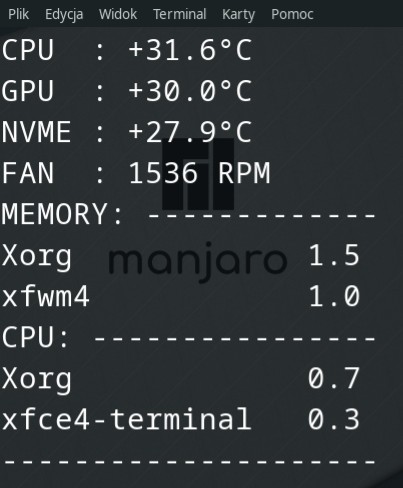 Plik Edycja Widok Terminal Karty Pomoc
CPU  : +31.6°C
GPU  : +30.0°C
NVME : +27.9°C
FAN  : 1536 RPM
MEMORY: -------------
Xorg             1.5
manjaro
xfwm4            1.0
CPU: ----------------
Xorg             0.7
xfce4-terminal   0.3
---------------------